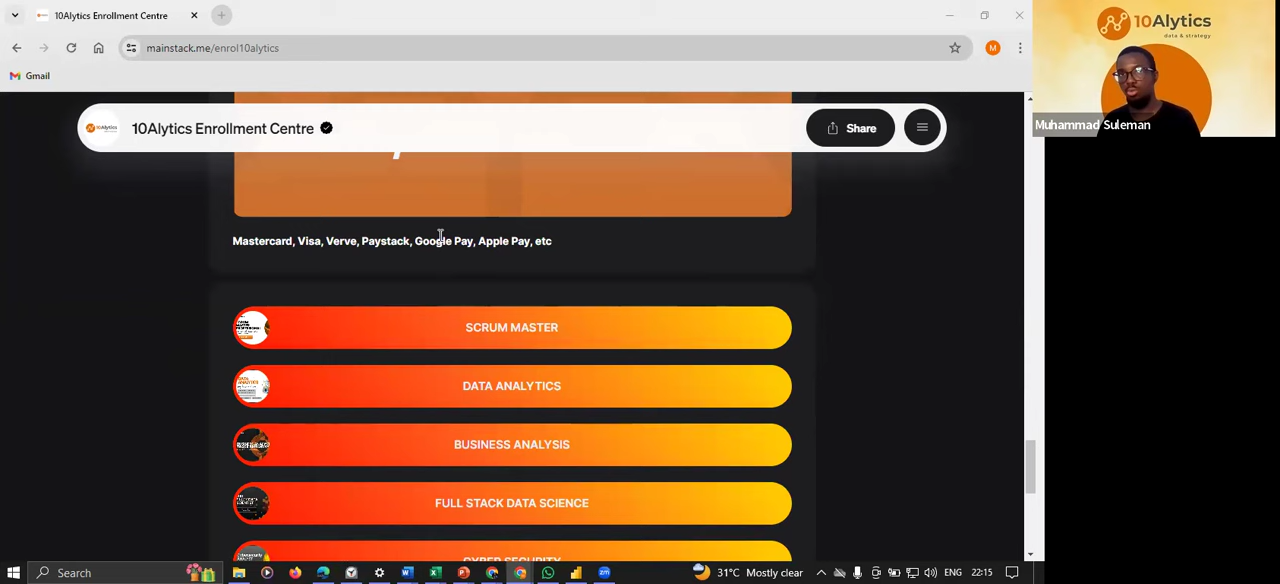 10Alytics Enrollment Centre
mainstack.me/enrol10alytics
M
Gmail
10Alytics
data & strategy
Muhammad Suleman
10Alytics Enrollment Centre
Share
Mastercard, Visa, Verve, Paystack, Google Pay, Apple Pay, etc
SCRUM MASTER
DATA ANALYTICS
BUSINESS ANALYSIS
FULL STACK DATA SCIENCE
CYBER SECURITY
Search
31°C Mostly clear
ENG
22:15